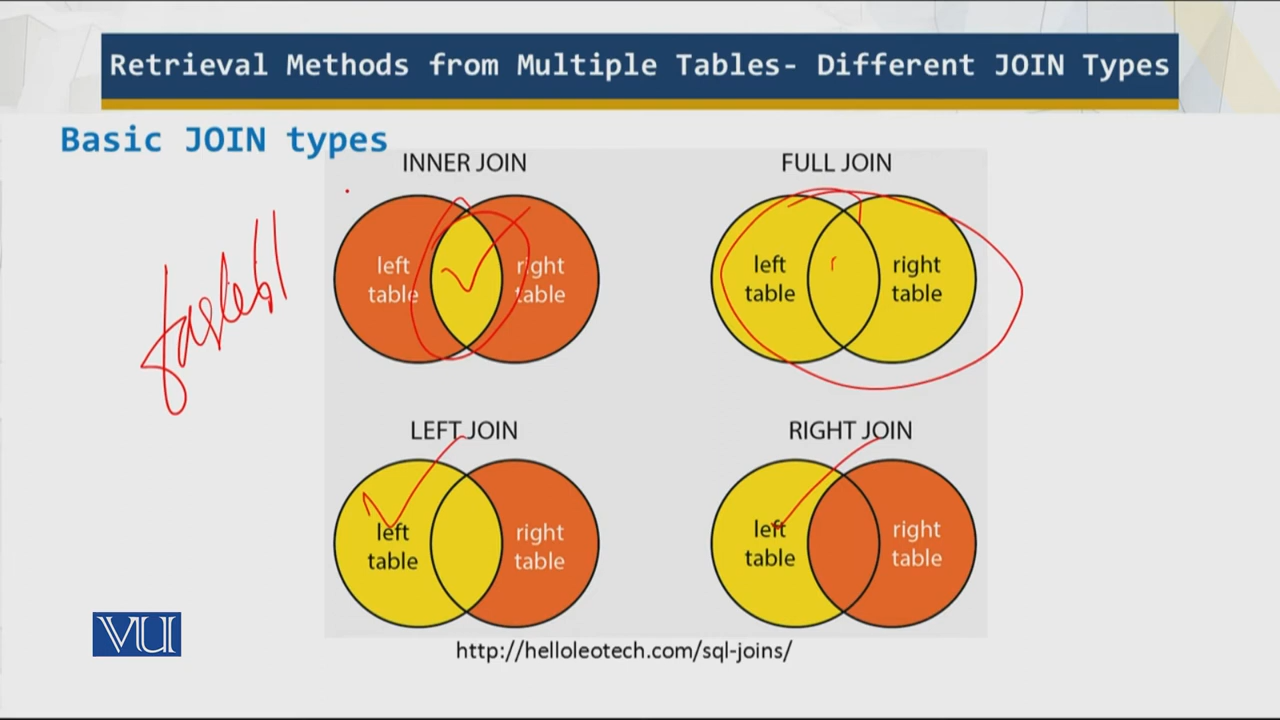 Retrieval Methods from Multiple Tables- Different JOIN Types
Basic JOIN types
INNER JOIN
left
table
right
table
FULL JOIN
left
table
right
table
fastest
LEFT JOIN
left
table
right
table
RIGHT JOIN
left
table
right
table
VU
http://helloleotech.com/sql-joins/